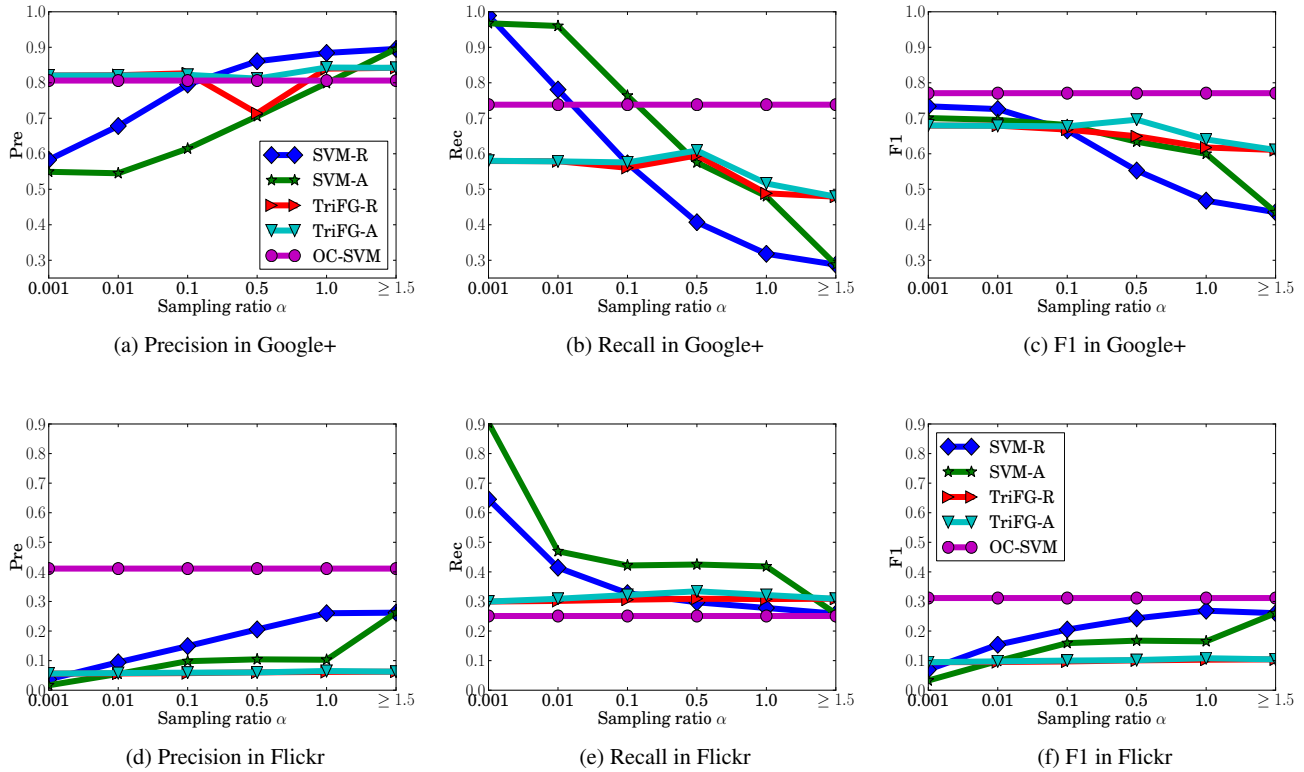 1.0
0.9
0.8
0.7
0.6
0.5
0.4
0.3
Pre
SVM-R
SVM-A
TriFG-R
TriFG-A
OC-SVM
0.001 0.01 0.1 0.5 1.0 ≥ 1.5
Sampling ratio α
(a) Precision in Google+
1.0
0.9
0.8
0.7
0.6
0.5
0.4
0.3
Rec
0.001 0.01 0.1 0.5 1.0 ≥ 1.5
Sampling ratio α
(b) Recall in Google+
1.0
0.9
0.8
0.7
0.6
0.5
0.4
0.3
F1
0.001 0.01 0.1 0.5 1.0 ≥ 1.5
Sampling ratio α
(c) F1 in Google+
0.9
0.8
0.7
0.6
0.5
0.4
0.3
0.2
0.1
0.0
Pre
0.001 0.01 0.1 0.5 1.0 ≥ 1.5
Sampling ratio α
(d) Precision in Flickr
0.9
0.8
0.7
0.6
0.5
0.4
0.3
0.2
0.1
0.0
Rec
0.001 0.01 0.1 0.5 1.0 ≥ 1.5
Sampling ratio α
(e) Recall in Flickr
0.9
0.8
0.7
0.6
0.5
0.4
0.3
0.2
0.1
0.0
F1
SVM-R
SVM-A
TriFG-R
TriFG-A
OC-SVM
0.001 0.01 0.1 0.5 1.0 ≥ 1.5
Sampling ratio α
(f) F1 in Flickr